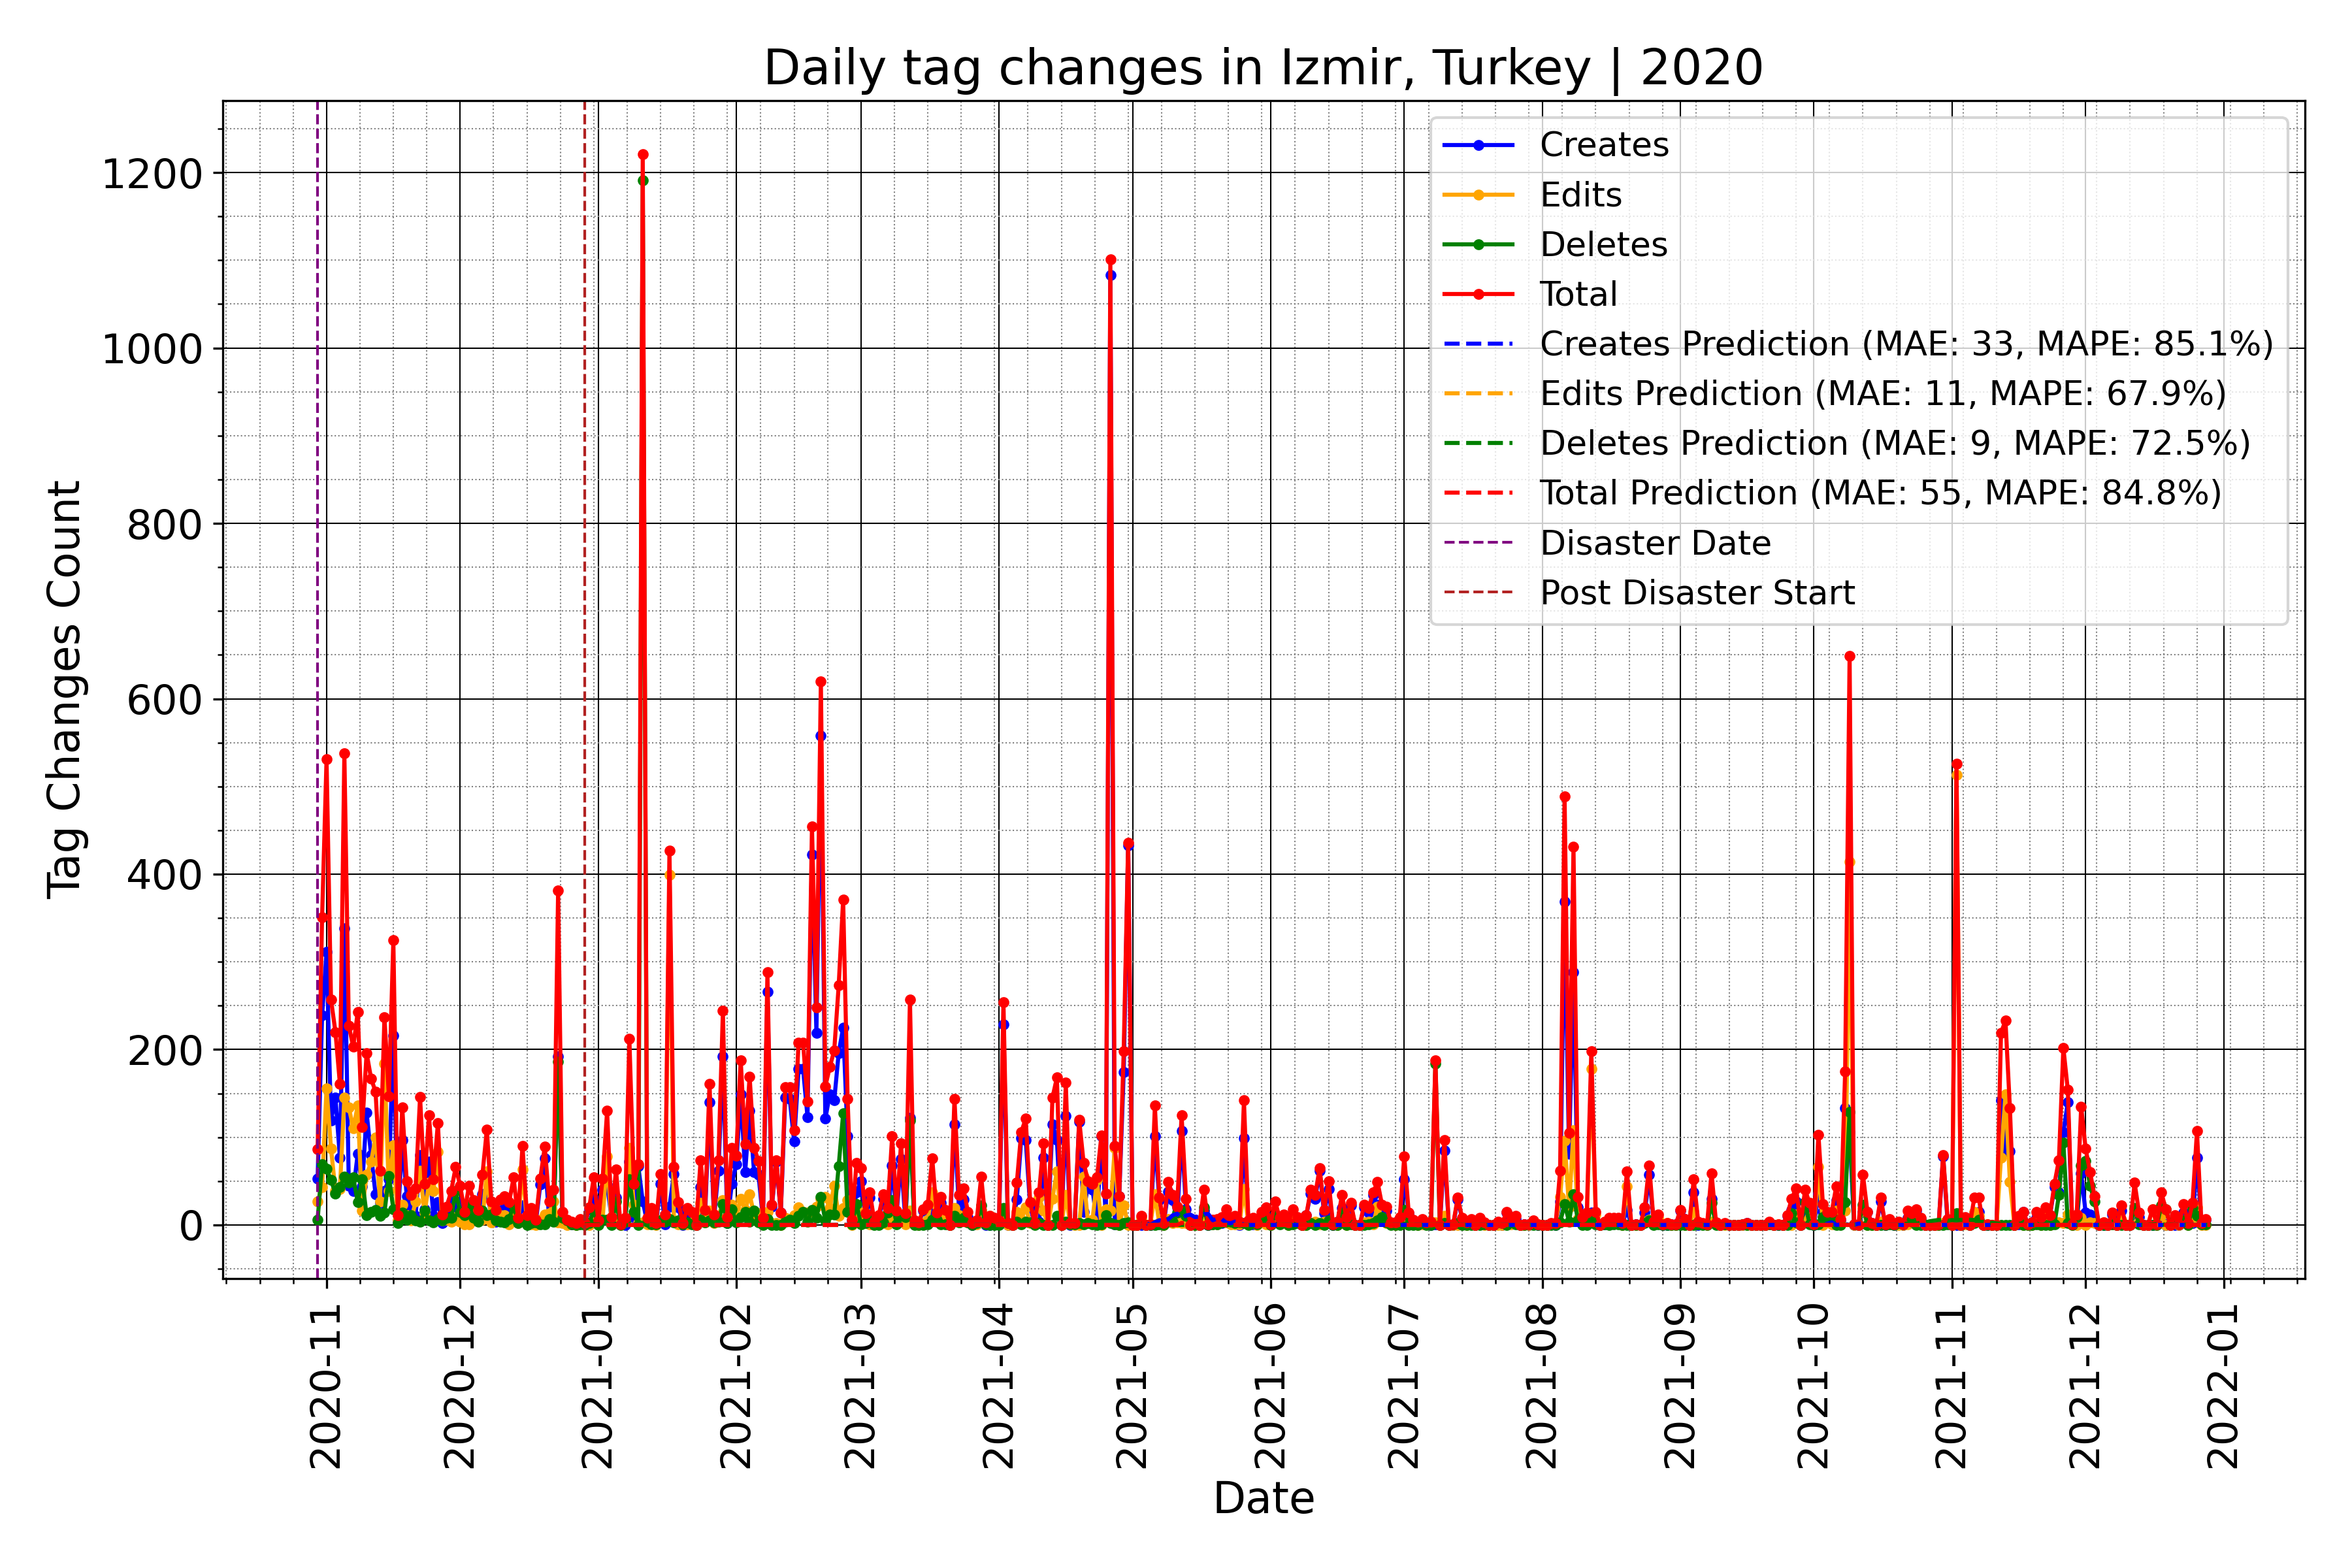 Daily tag changes in Izmir, Turkey | 2020
Tag Changes Count
1200
1000
800
600
400
200
0
Creates
Edits
Deletes
Total
Creates Prediction (MAE: 33, MAPE: 85.1%)
Edits Prediction (MAE: 11, MAPE: 67.9%)
Deletes Prediction (MAE: 9, MAPE: 72.5%)
Total Prediction (MAE: 55, MAPE: 84.8%)
Disaster Date
Post Disaster Start
2020-11
2020-12
2021-01
2021-02
2021-03
2021-04
2021-05
2021-06
2021-07
2021-08
2021-09
2021-10
2021-11
2021-12
2022-01
Date